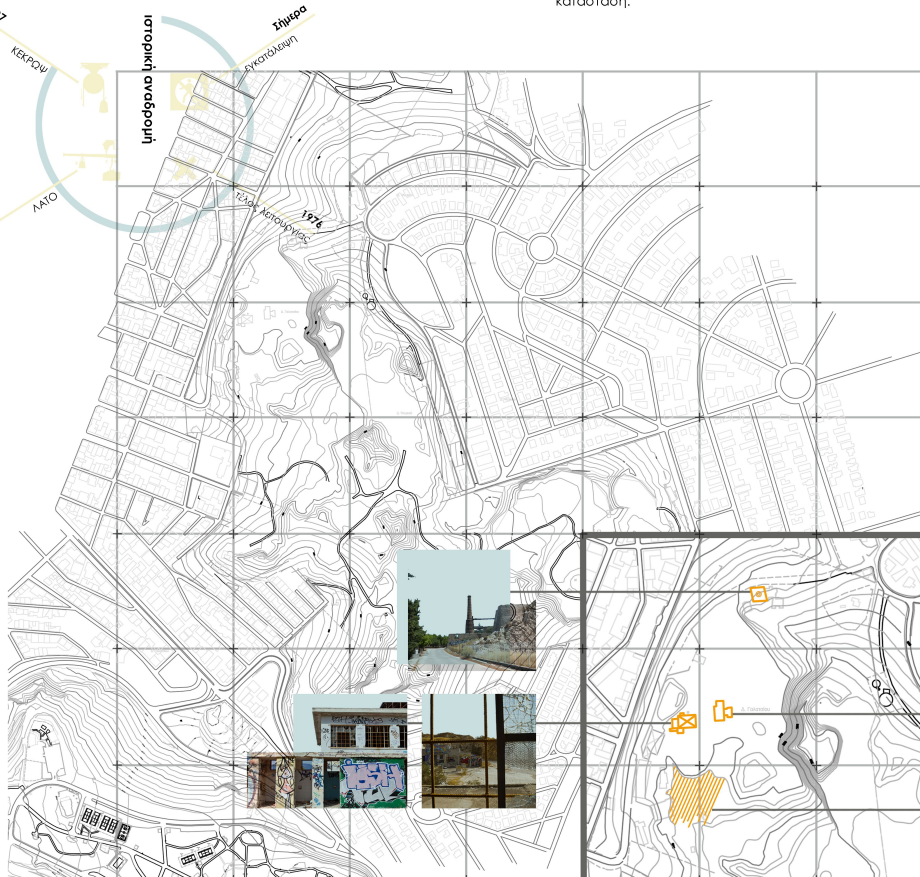 κατάσταση.
Σήμερα
εγκατάλειψη
ΚΕΚΡΩΨ
ιστορική αναδρομή
ΛΑΤΟ
1976
τέλος λειτουργίας